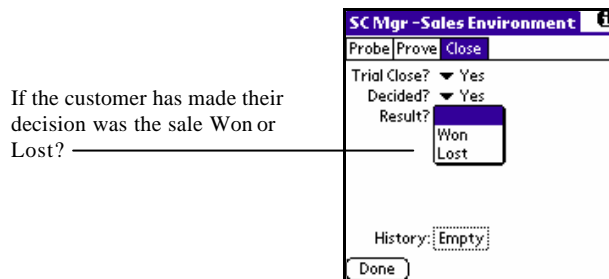 If the customer has made their
decision was the sale Won or
Lost?
SC Mgr -Sales Environment i
Probe Prove Close
Trial Close? Yes
Decided? Yes
Result?
Won
Lost
History: Empty
Done